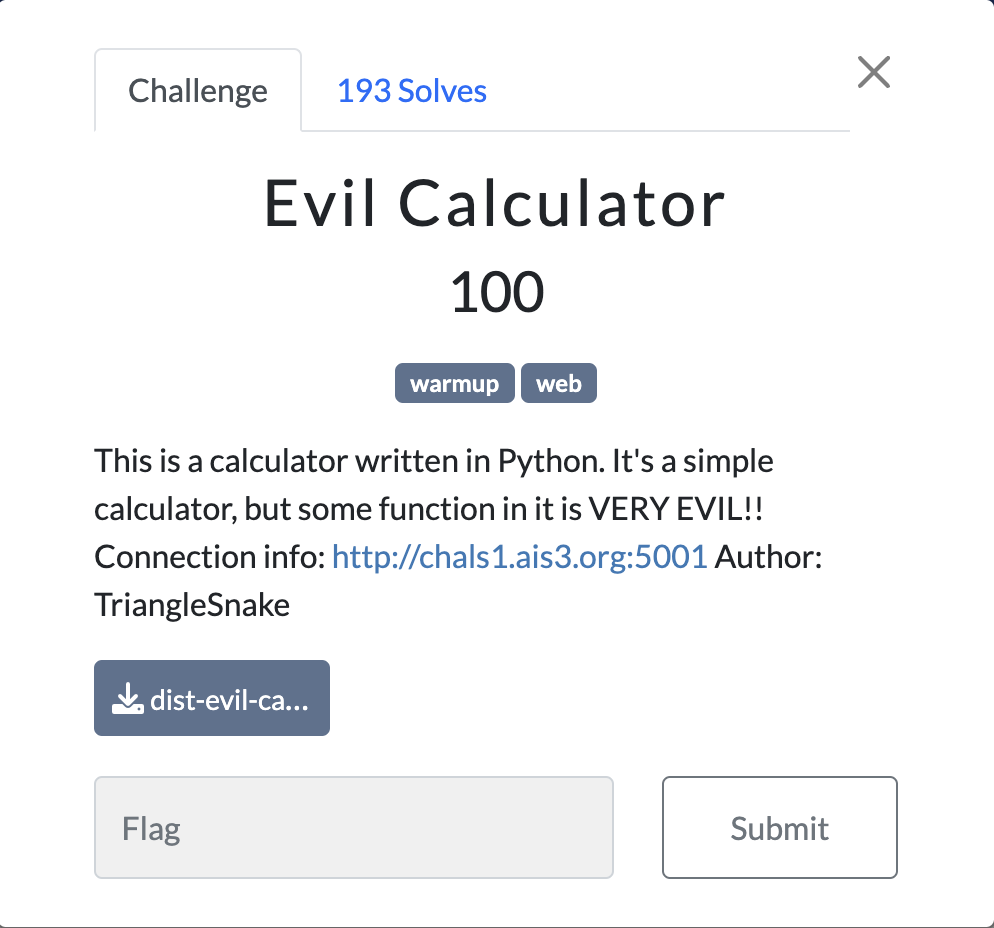 Challenge
193 Solves
Evil Calculator
100
warmup
web
This is a calculator written in Python. It's a simple
calculator, but some function in it is VERY EVIL!!
Connection info: http://chals1.ais3.org:5001 Author:
TriangleSnake
dist-evil-ca...
Flag
Submit